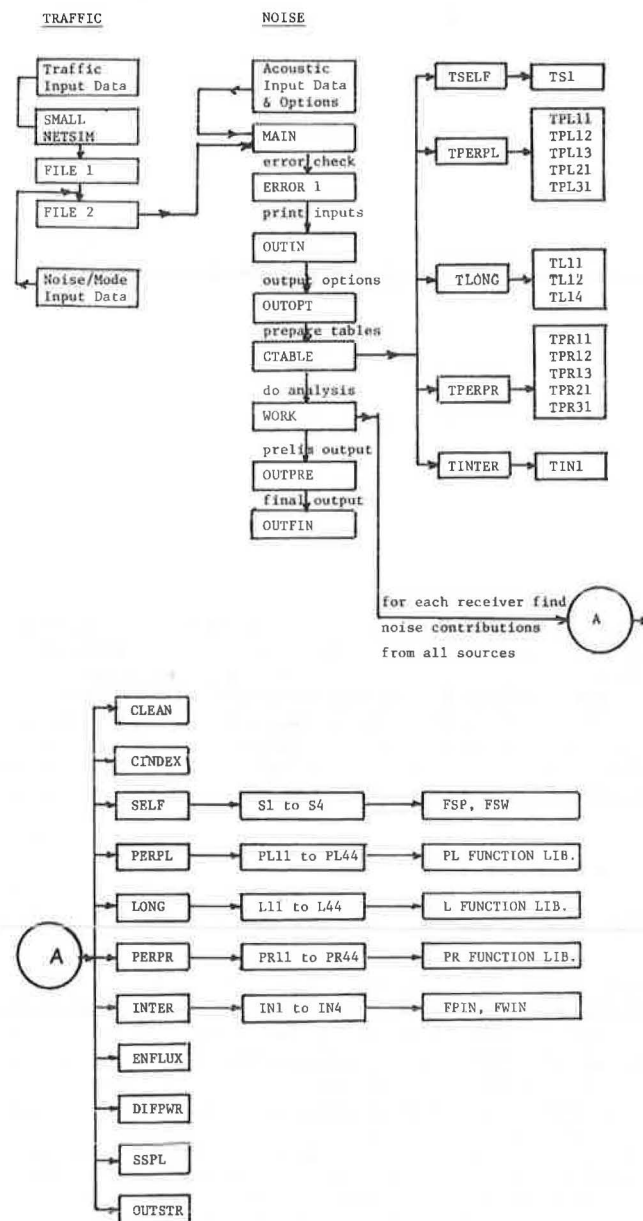 TRAFFIC
Traffic
Input Data
SMALL
NETSIM
FILE 1
FILE 2
Noise/Mode
Input Data
NOISE
Acoustic
Input Data
& Options
MAIN
error check
ERROR 1
print inputs
OUTIN
output options
OUTOPT
prepare tables
CTABLE
do analysis
WORK
prelim output
OUTPRE
final output
OUTFIN
TSELF
TS1
TPERPL
TPL11
TPL12
TPL13
TPL21
TPL31
TLONG
TL11
TL12
TL14
TPERPR
TPR11
TPR12
TPR13
TPR21
TPR31
TINTER
TIN1
for each receiver find
noise contributions
from all sources
A
A
CLEAN
CINDEX
SELF
S1 to S4
FSP, FSW
PERPL
PL11 to PL44
PL FUNCTION LIB.
LONG
L11 to L44
L FUNCTION LIB.
PERPR
PR11 to PR44
PR FUNCTION LIB.
INTER
IN1 to IN4
FPIN, FWIN
ENFLUX
DIFPWR
SSPL
OUTSTR